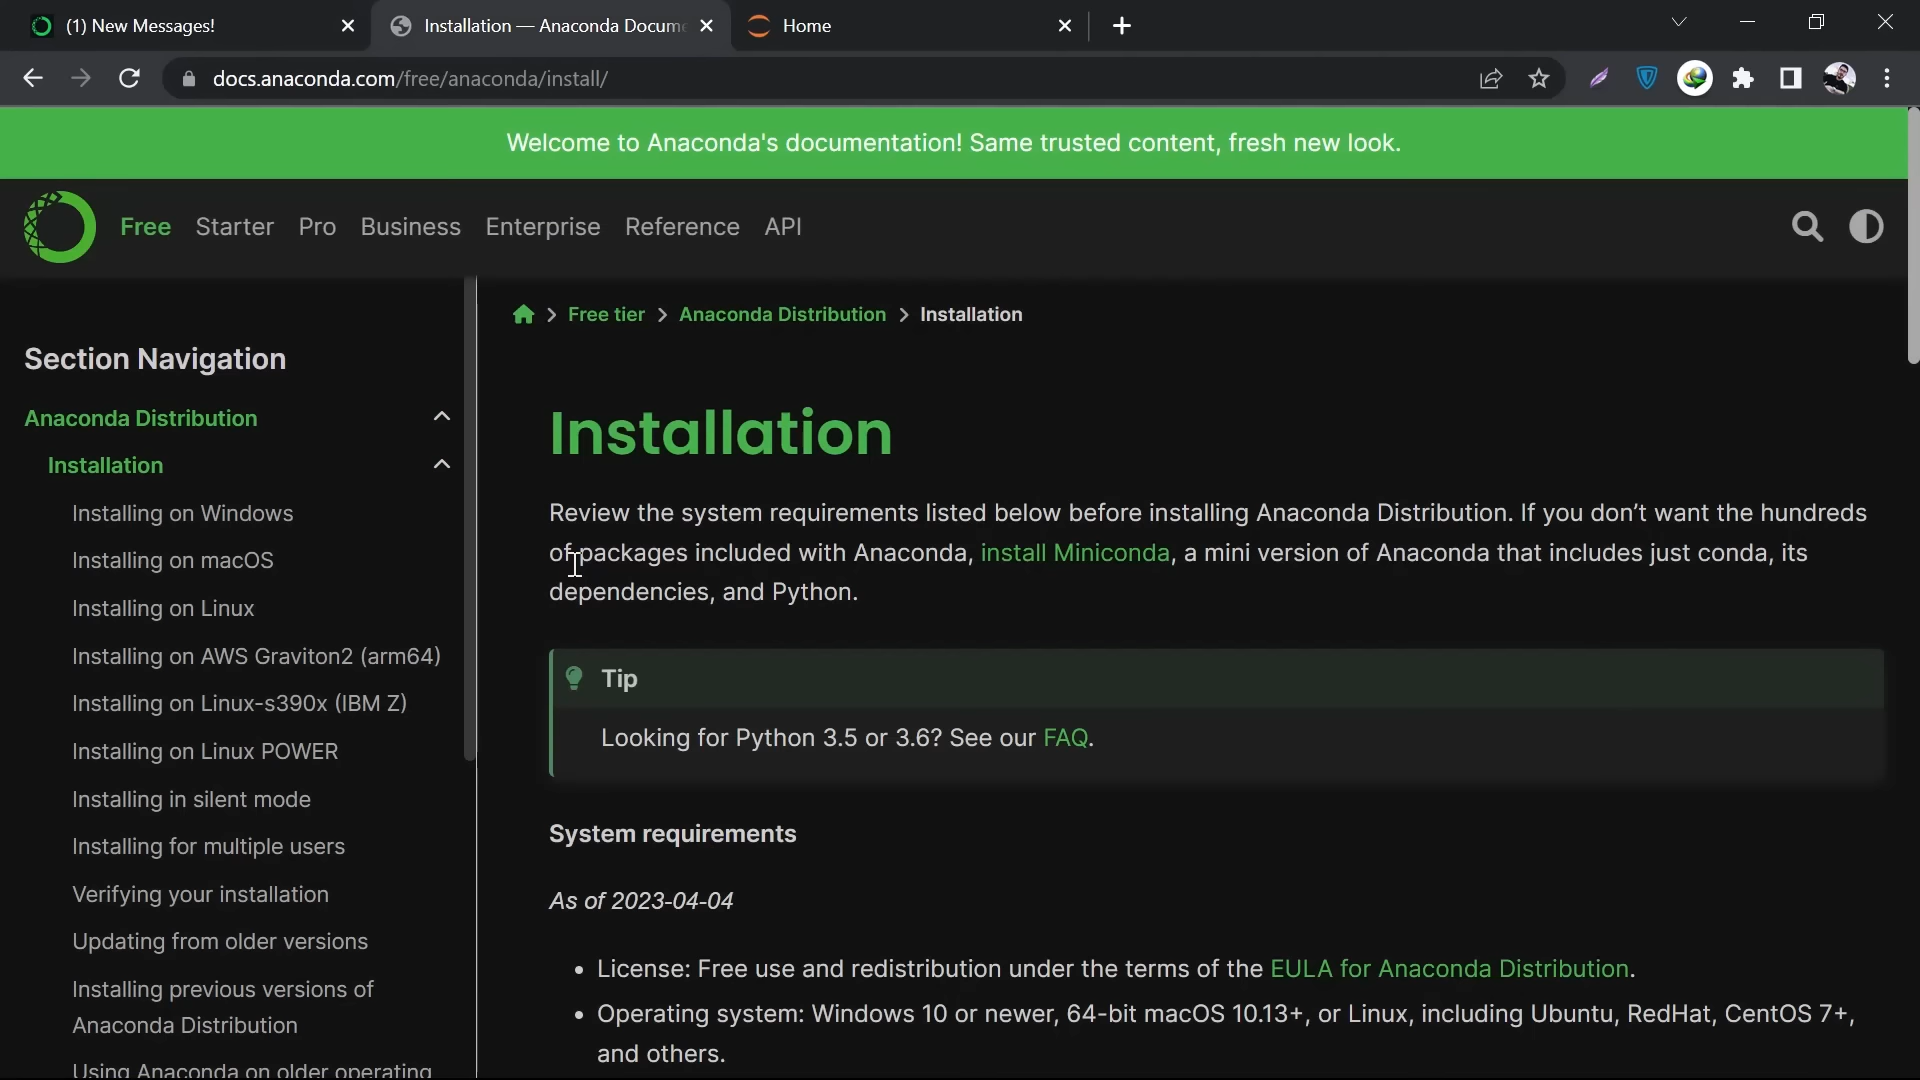 (1) New Messages!
Installation — Anaconda Docume
Home
docs.anaconda.com/free/anaconda/install/
Welcome to Anaconda's documentation! Same trusted content, fresh new look.
Free Starter Pro Business Enterprise Reference API
Section Navigation
Anaconda Distribution
Installation
Installing on Windows
Installing on macOS
Installing on Linux
Installing on AWS Graviton2 (arm64)
Installing on Linux-s390x (IBM Z)
Installing on Linux POWER
Installing in silent mode
Installing for multiple users
Verifying your installation
Updating from older versions
Installing previous versions of
Anaconda Distribution
Using Anaconda on older operating
Free tier > Anaconda Distribution > Installation
Installation
Review the system requirements listed below before installing Anaconda Distribution. If you don’t want the hundreds
of packages included with Anaconda, install Miniconda, a mini version of Anaconda that includes just conda, its
dependencies, and Python.
Tip
Looking for Python 3.5 or 3.6? See our FAQ.
System requirements
As of 2023-04-04
• License: Free use and redistribution under the terms of the EULA for Anaconda Distribution.
• Operating system: Windows 10 or newer, 64-bit macOS 10.13+, or Linux, including Ubuntu, RedHat, CentOS 7+,
and others.